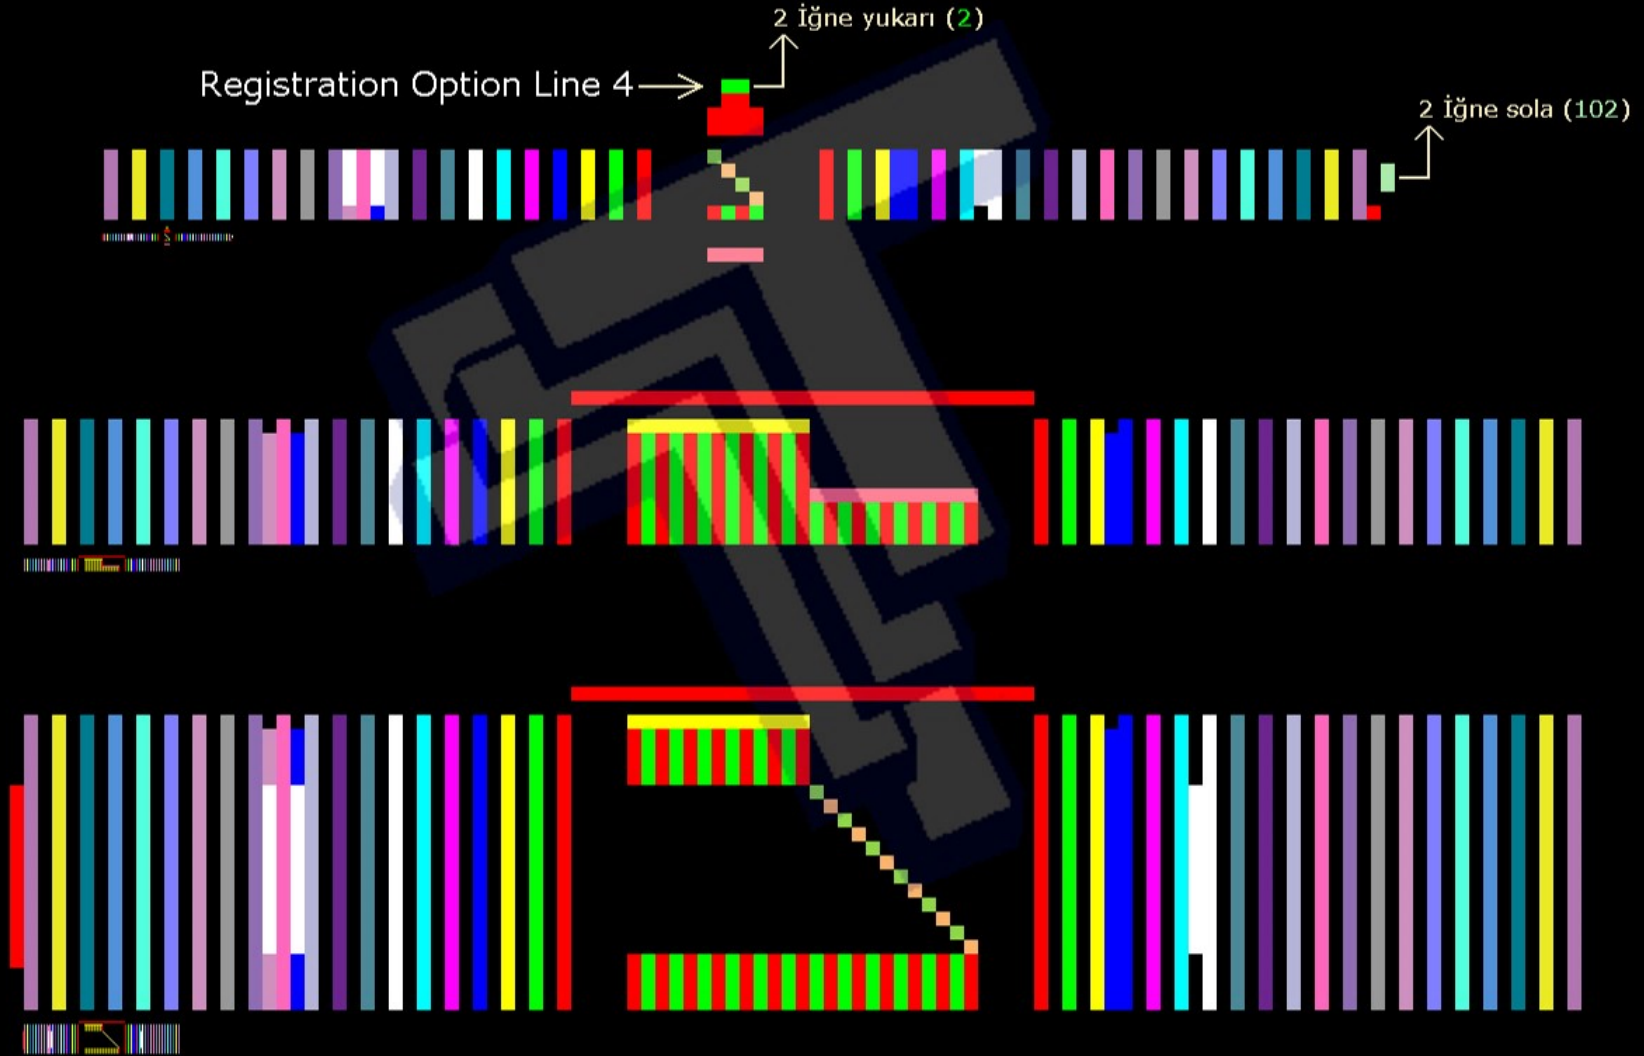 2 İğne yukarı (2)
Registration Option Line 4
2 İğne sola (102)